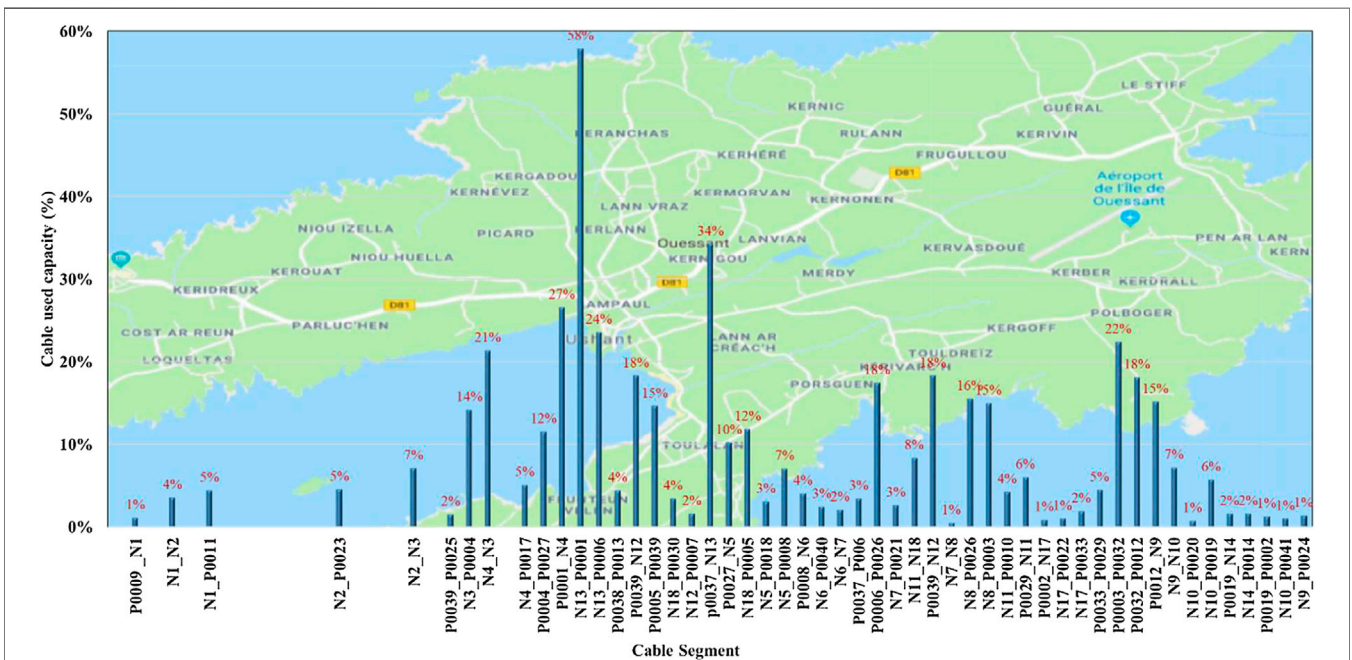 60%
58%
50%
40%
30%
20%
10%
0%
Cable used capacity (%)
LE STIFF
KERNIC
GUÉRAL
KERANCHAS
RULANN
KERIVIN
KERHÉRÉ
FRUGULLOU
D81
KERGADOU
Aéroport
de l'Île de
Ouessant
KERNÉVEZ
KERMORVAN
KERNONEN
LANN VRAZ
NIOU IZELLA
PICARD
KERLANN
34%
Ouessant
LANVIAN
PEN AR LAN
NIOU HUELLA
KERNIGOU
KERVASDOUÉ
KERN
KEROUAT
MERDY
KERBER
KERDRALL
KERIDREUX
D81
D81
27%
AMPAUL
PARLUC'HEN
POLBOGER
COST AR REUN
24%
Ushant
LANN AR
CRÉAC'H
KERGOFF
22%
LOQUELTAS
21%
TOULDREÏZ
KERIVARC'H
18%
18%
18%
18%
PORSGUEN
14%
15%
16%
15%
15%
12%
12%
10%
TOULALAN
8%
7%
7%
7%
6%
6%
5%
5%
5%
5%
4%
4%
4%
4%
4%
3%
3%
3%
3%
2%
2%
2%
2%
2%
2%
1%
1%
1%
1%
1%
1%
1%
1%
FEUNTEUN
VELEN
P0009_N1
N1_N2
N1_P0011
N2_P0023
N2_N3
P0039_P0025
N3_P0004
N4_N3
N4_P0017
P0004_P0027
P0001_N4
N13_P0001
N13_P0006
P0038_P0013
P0039_N12
P0005_P0039
N18_P0030
N12_P0007
p0037_N13
P0027_N5
N18_P0005
N5_P0018
N5_P0008
P0008_N6
N6_P0040
N6_N7
P0037_P006
P0006_P0026
N7_P0021
N11_N18
P0039_N12
N7_N8
N8_P0026
N8_P0003
N11_P0010
P0029_N11
P0002_N17
N17_P0022
N17_P0033
P0033_P0029
P0003_P0032
P0032_P0012
P0012_N9
N9_N10
N10_P0020
N10_P0019
P0019_N14
N14_P0014
P0019_P0002
N10_P0041
N9_P0024
Cable Segment